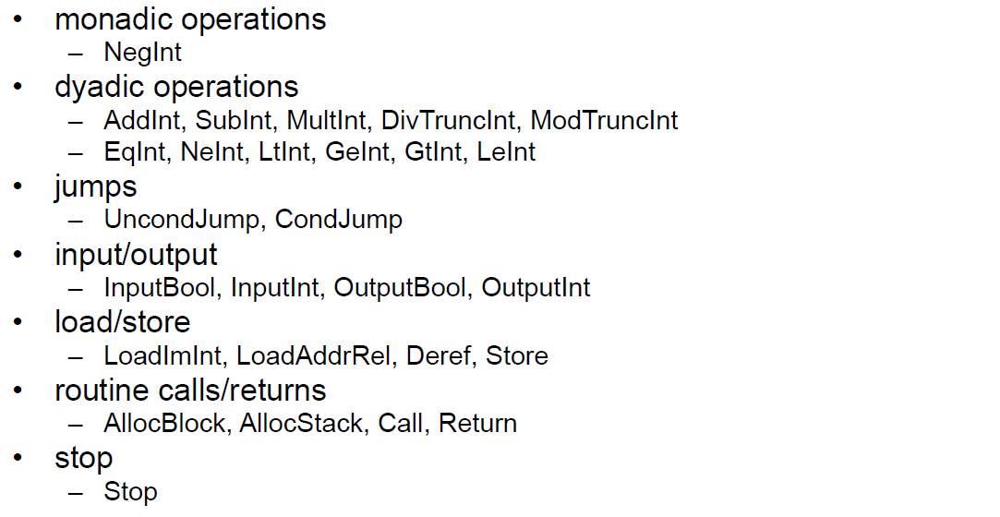 • monadic operations
– NegInt
• dyadic operations
– AddInt, SubInt, MultInt, DivTruncInt, ModTruncInt
– EqInt, NeInt, LtInt, GeInt, GtInt, LeInt
• jumps
– UncondJump, CondJump
• input/output
– InputBool, InputInt, OutputBool, OutputInt
• load/store
– LoadImInt, LoadAddrRel, Deref, Store
• routine calls/returns
– AllocBlock, AllocStack, Call, Return
• stop
– Stop